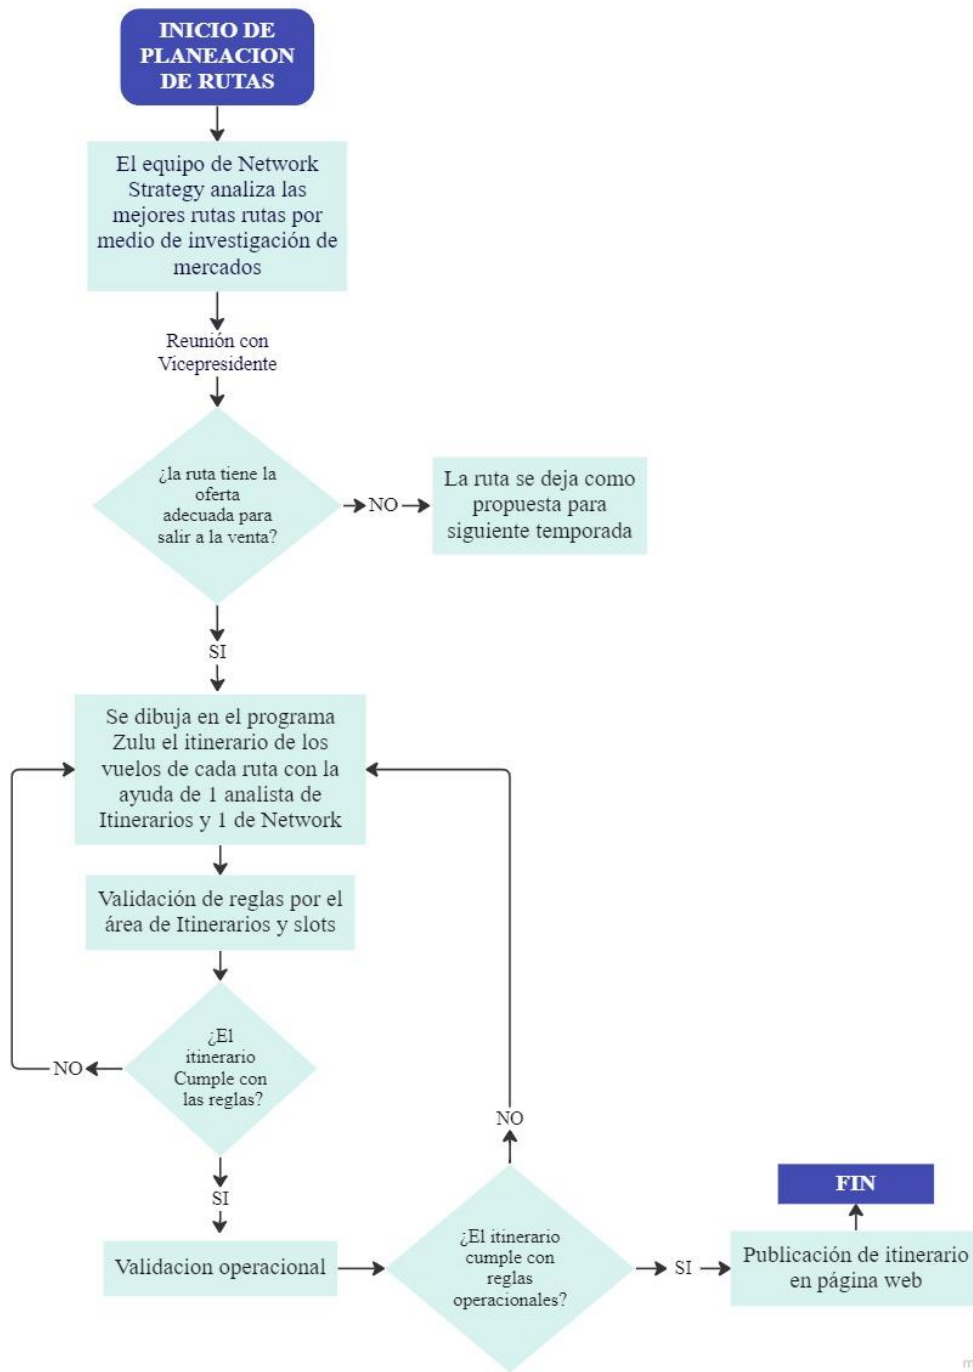 INICIO DE
PLANEACION
DE RUTAS
El equipo de Network
Strategy analiza las
mejores rutas rutas por
medio de investigación de
mercados
Reunión con
Vicepresidente
¿la ruta tiene la
oferta
adecuada para
salir a la venta?
NO
La ruta se deja como
propuesta para
siguiente temporada
SI
Se dibuja en el programa
Zulu el itinerario de los
vuelos de cada ruta con la
ayuda de 1 analista de
Itinerarios y 1 de Network
Validación de reglas por el
área de Itinerarios y slots
¿El
itinerario
Cumple con
las reglas?
NO
SI
Validacion operacional
¿El itinerario
cumple con
reglas
operacionales?
NO
SI
Publicación de itinerario
en página web
FIN